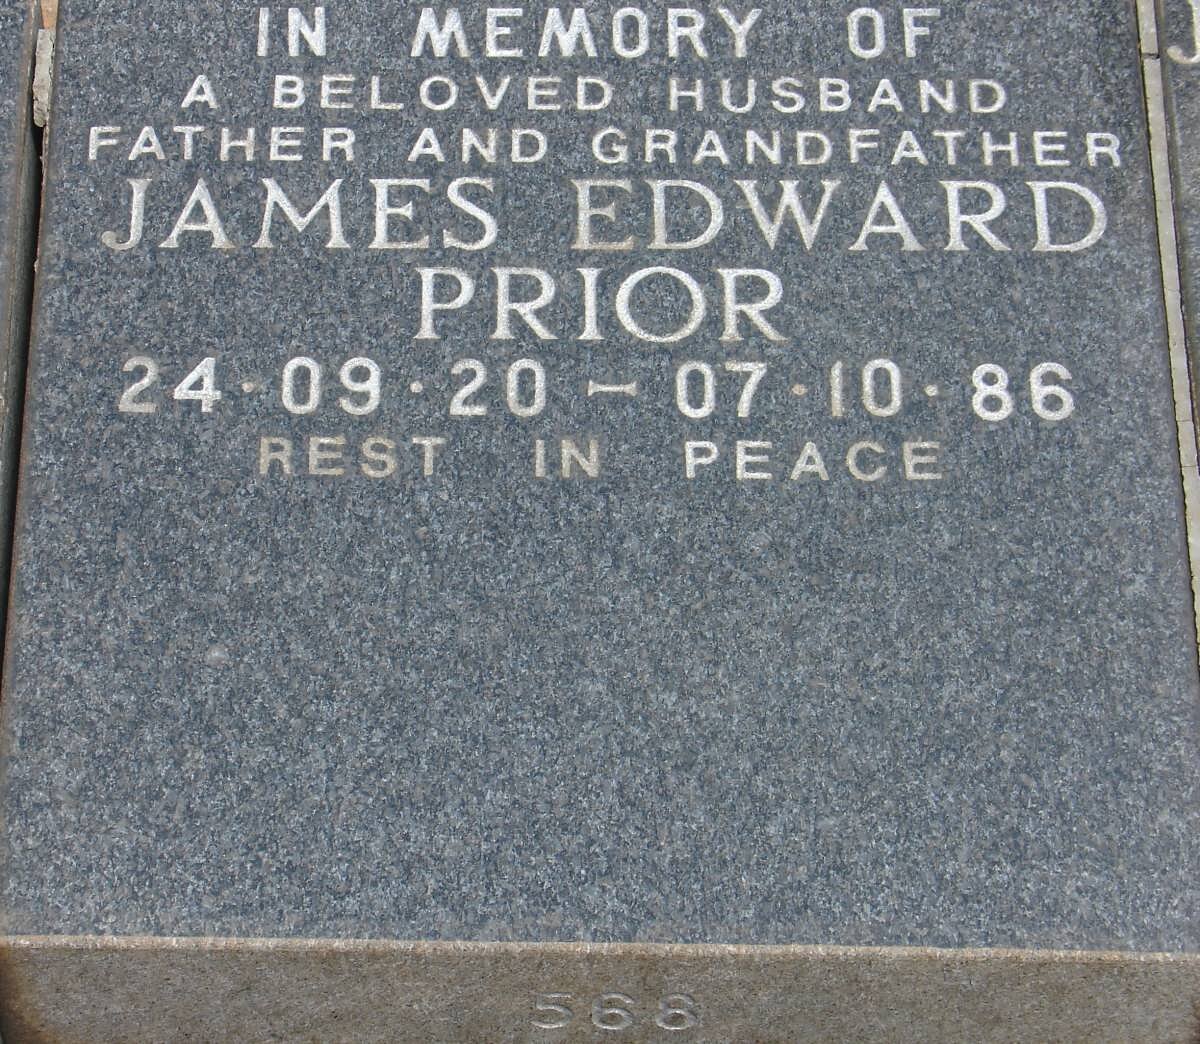 IN MEMORY OF
A BELOVED HUSBAND
FATHER AND GRANDFATHER
JAMES EDWARD
PRIOR
24·09·20 – 07·10·86
REST IN PEACE
568